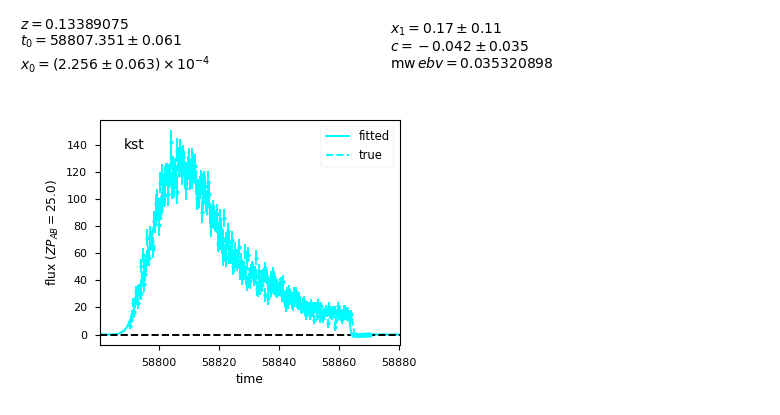 z = 0.13389075
t₀ = 58807.351 ± 0.061
x₀ = (2.256 ± 0.063) × 10⁻⁴
x₁ = 0.17 ± 0.11
c = −0.042 ± 0.035
mw ebv = 0.035320898
kst
fitted
true
flux (ZP_AB = 25.0)
140
120
100
80
60
40
20
0
58800 58820 58840 58860 58880
time